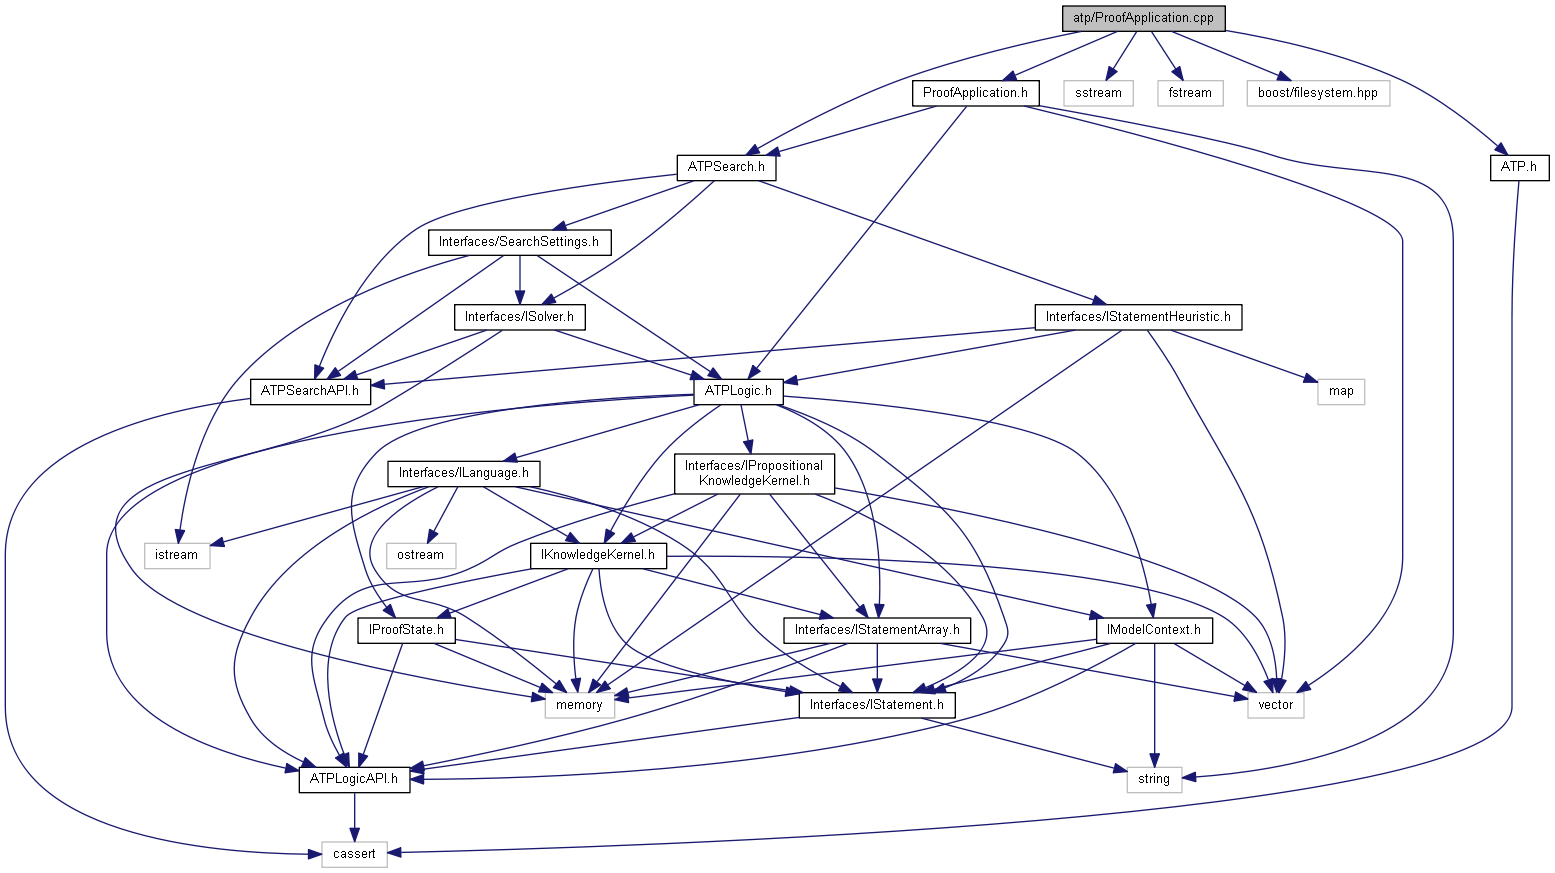 atp/ProofApplication.cpp
ProofApplication.h
sstream
fstream
boost/filesystem.hpp
ATPSearch.h
ATP.h
Interfaces/SearchSettings.h
Interfaces/ISolver.h
Interfaces/IStatementHeuristic.h
ATPSearchAPI.h
ATPLogic.h
map
Interfaces/ILanguage.h
Interfaces/IPropositional
KnowledgeKernel.h
istream
ostream
IKnowledgeKernel.h
IProofState.h
Interfaces/IStatementArray.h
IModelContext.h
memory
Interfaces/IStatement.h
vector
ATPLogicAPI.h
string
cassert